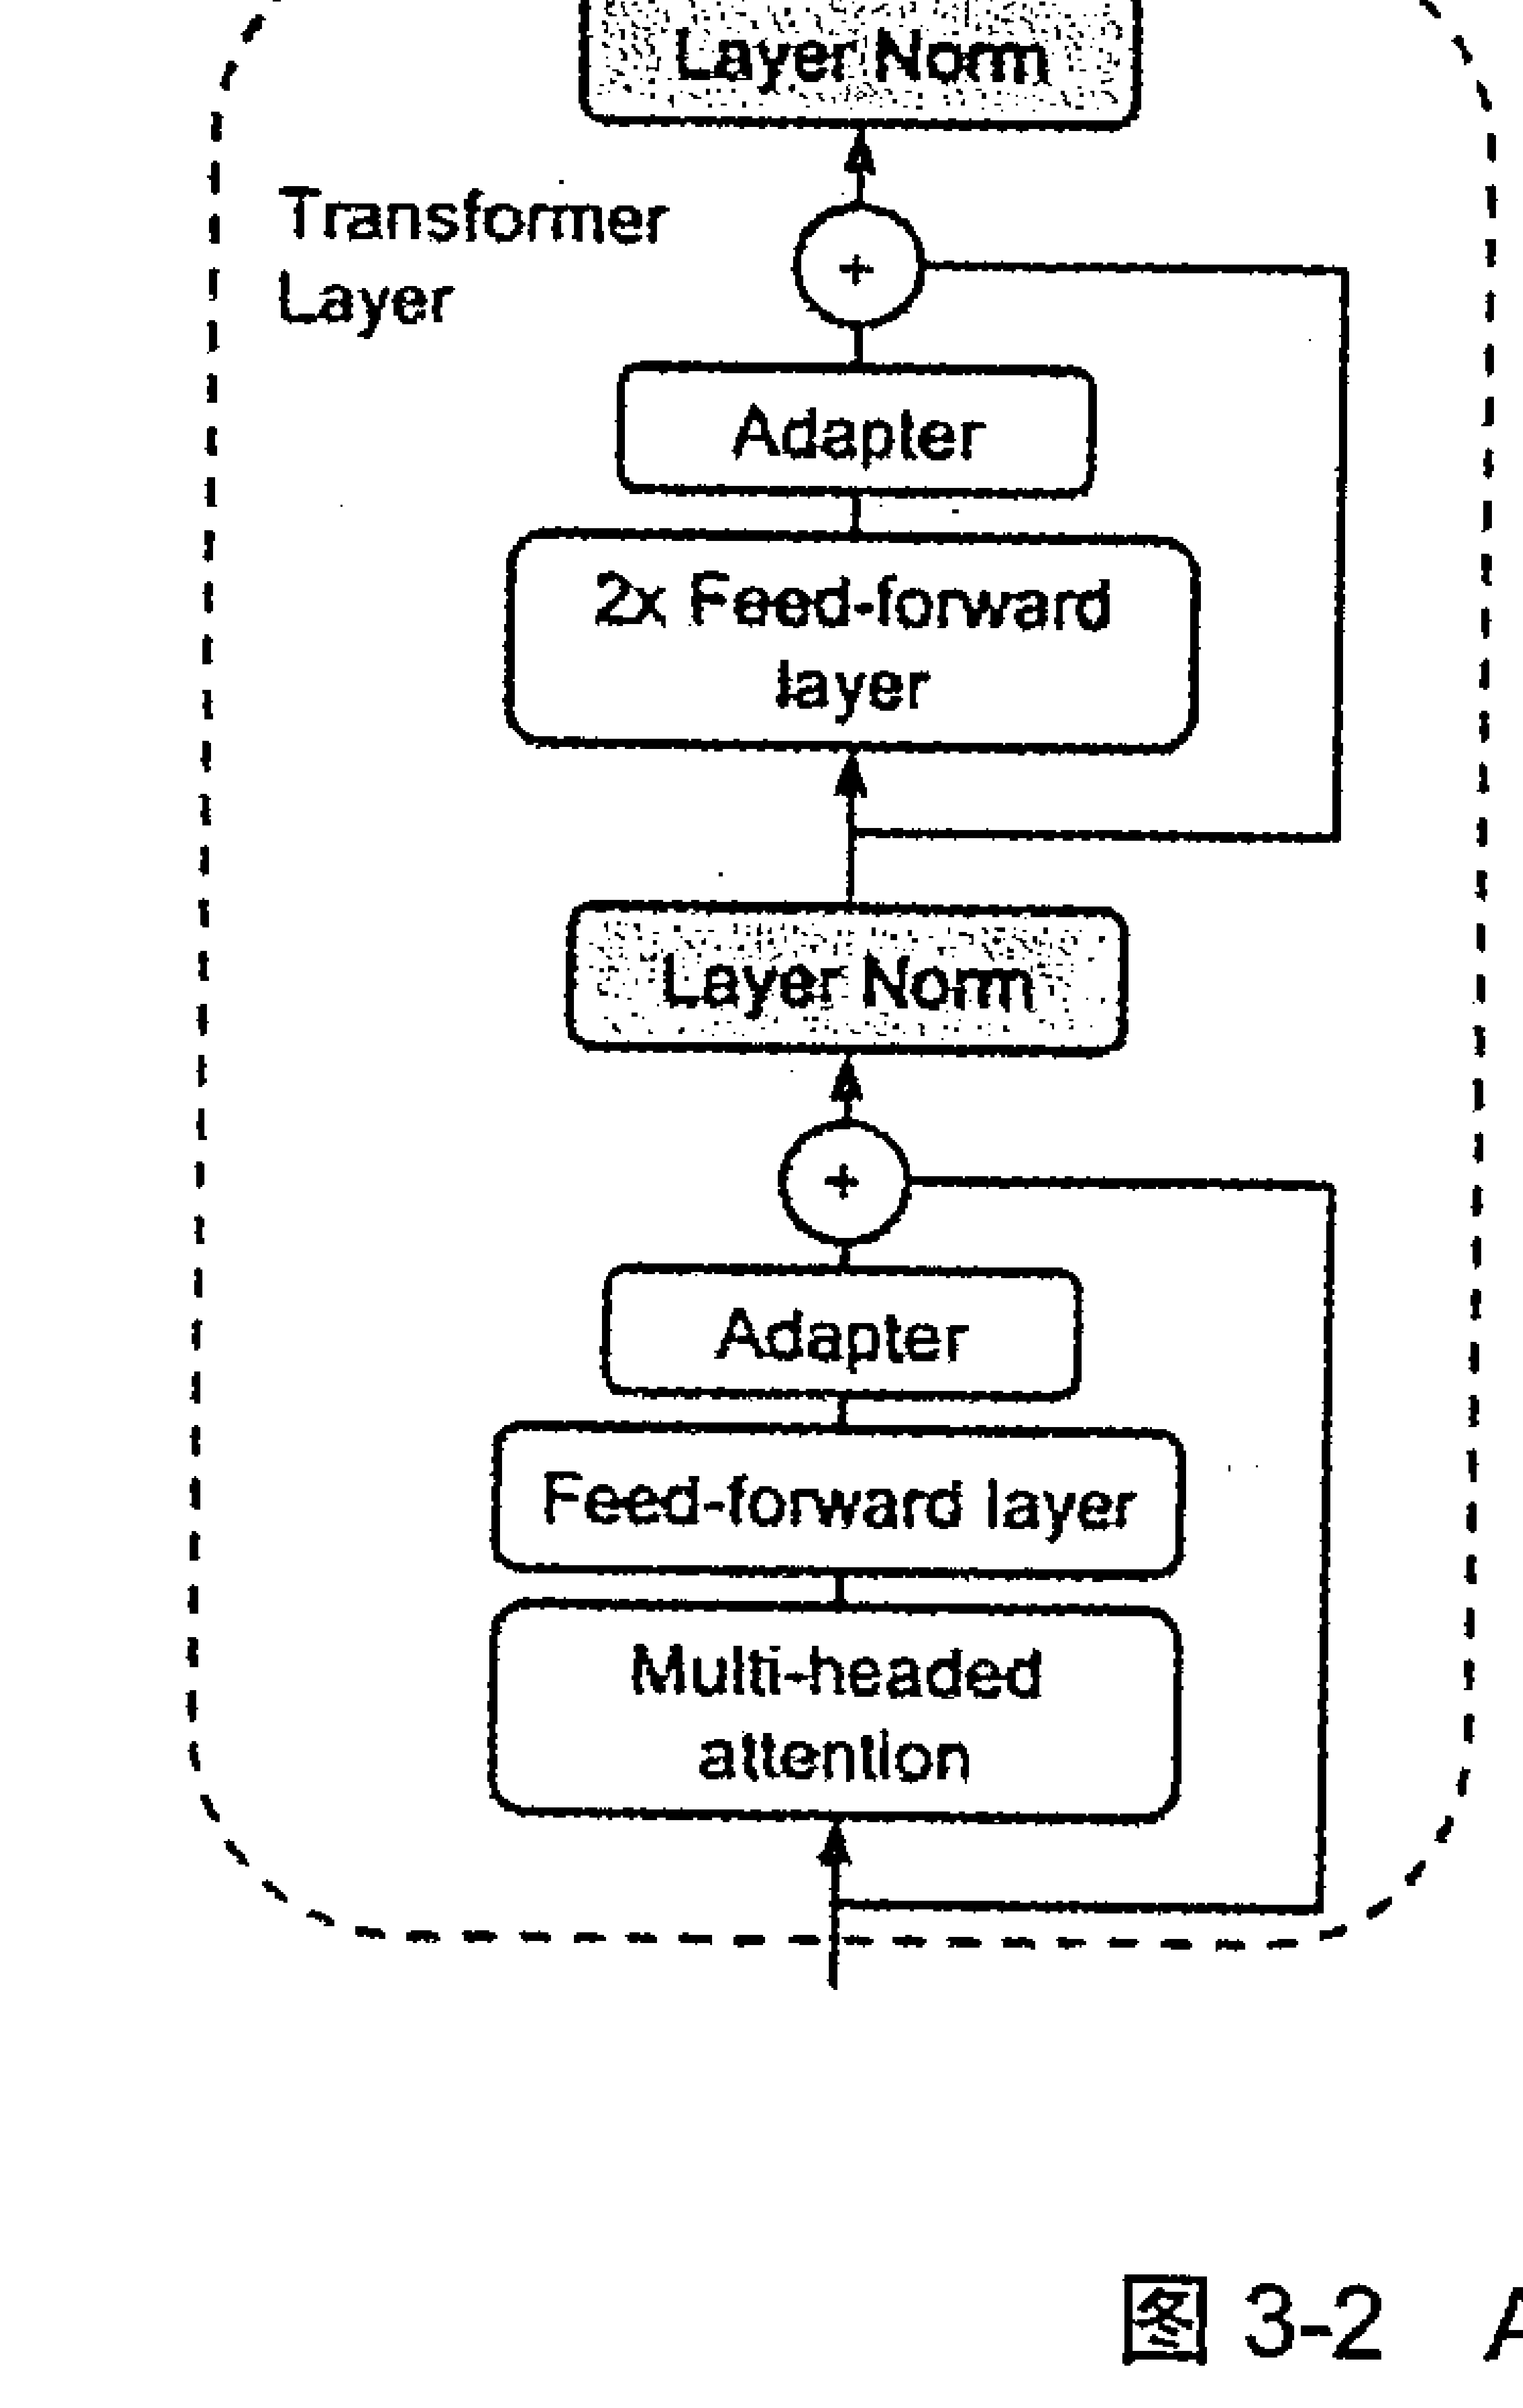 Layer Norm
Transformer
Layer
+
Adapter
2x Feed-forward
layer
Layer Norm
+
Adapter
Feed-forward layer
Multi-headed
attention
图 3-2 A